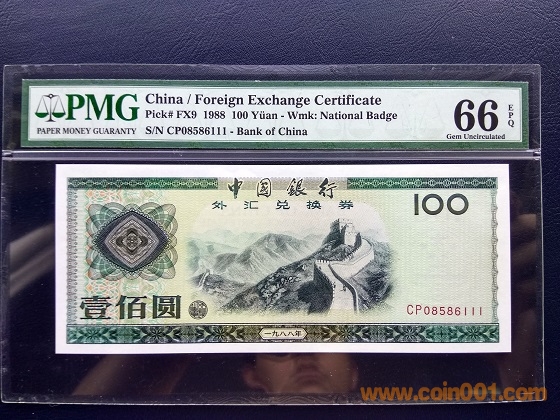 PMG
PAPER MONEY GUARANTY
China / Foreign Exchange Certificate
Pick# FX9 1988 100 Yüan - Wmk: National Badge
S/N CP08586111 - Bank of China
66 EPQ
Gem Uncirculated
中國銀行
外汇兑换券
100
壹佰圆
CP08586111
一九八八年
www.coin001.com